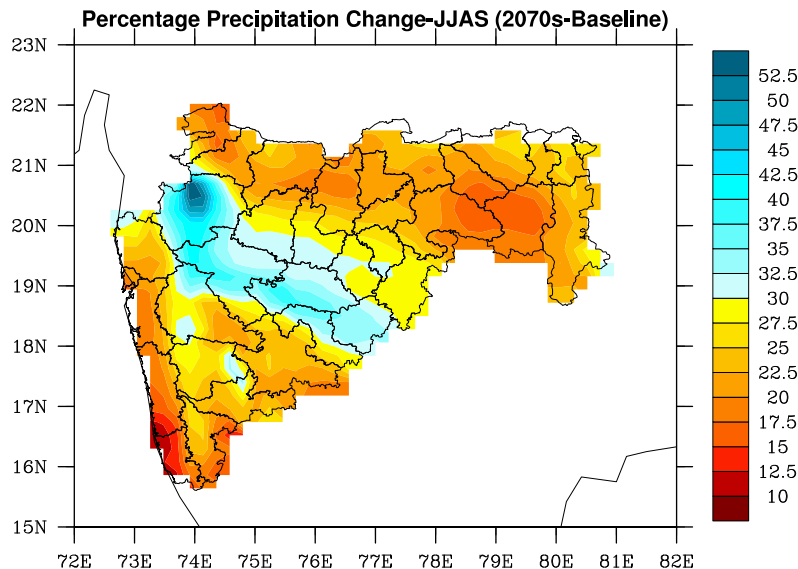 Percentage Precipitation Change-JJAS (2070s-Baseline)
23N
22N
21N
20N
19N
18N
17N
16N
15N
72E 73E 74E 75E 76E 77E 78E 79E 80E 81E 82E
52.5
50
47.5
45
42.5
40
37.5
35
32.5
30
27.5
25
22.5
20
17.5
15
12.5
10